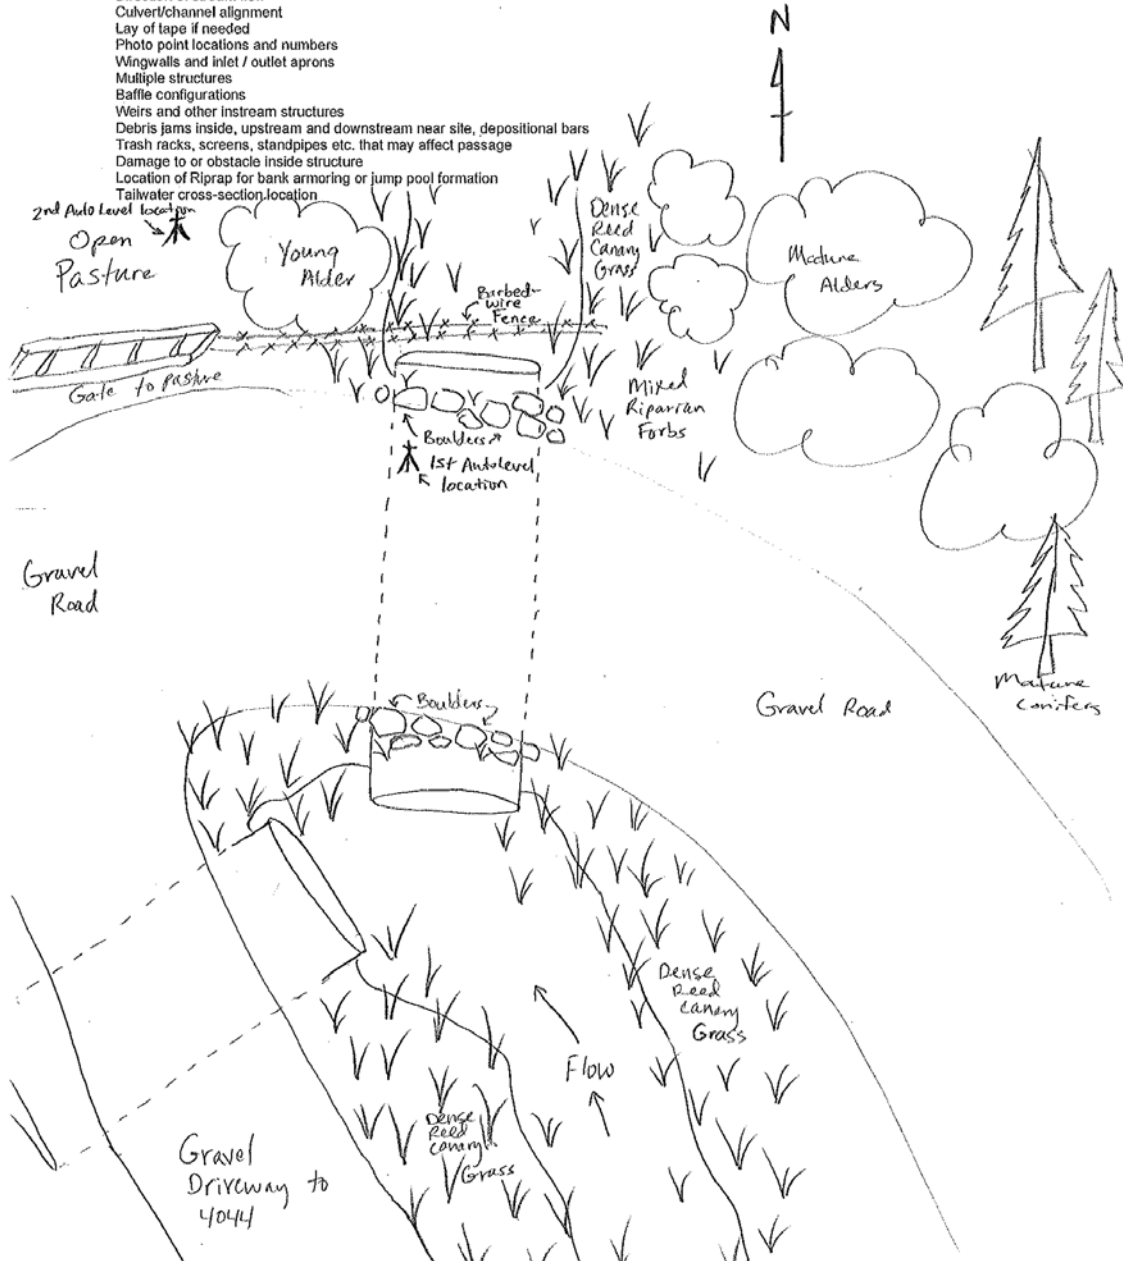 Culvert/channel alignment
Lay of tape if needed
Photo point locations and numbers
Wingwalls and inlet / outlet aprons
Multiple structures
Baffle configurations
Weirs and other instream structures
Debris jams inside, upstream and downstream near site, depositional bars
Trash racks, screens, standpipes etc. that may affect passage
Damage to or obstacle inside structure
Location of Riprap for bank armoring or jump pool formation
Tailwater cross-section location
N
2nd Auto Level location
Open
Pasture
Young
Alder
Barbed-
wire
Fence
Dense
Reed
Canary
Grass
Mature
Alders
Gate to pasture
Mixed
Riparian
Forbs
Boulders
1st Autolevel
location
Gravel
Road
Mature
Conifers
Gravel Road
Boulders
Dense
Reed
Canary
Grass
Flow
Dense
Reed
Canary
Grass
Gravel
Driveway to
4044